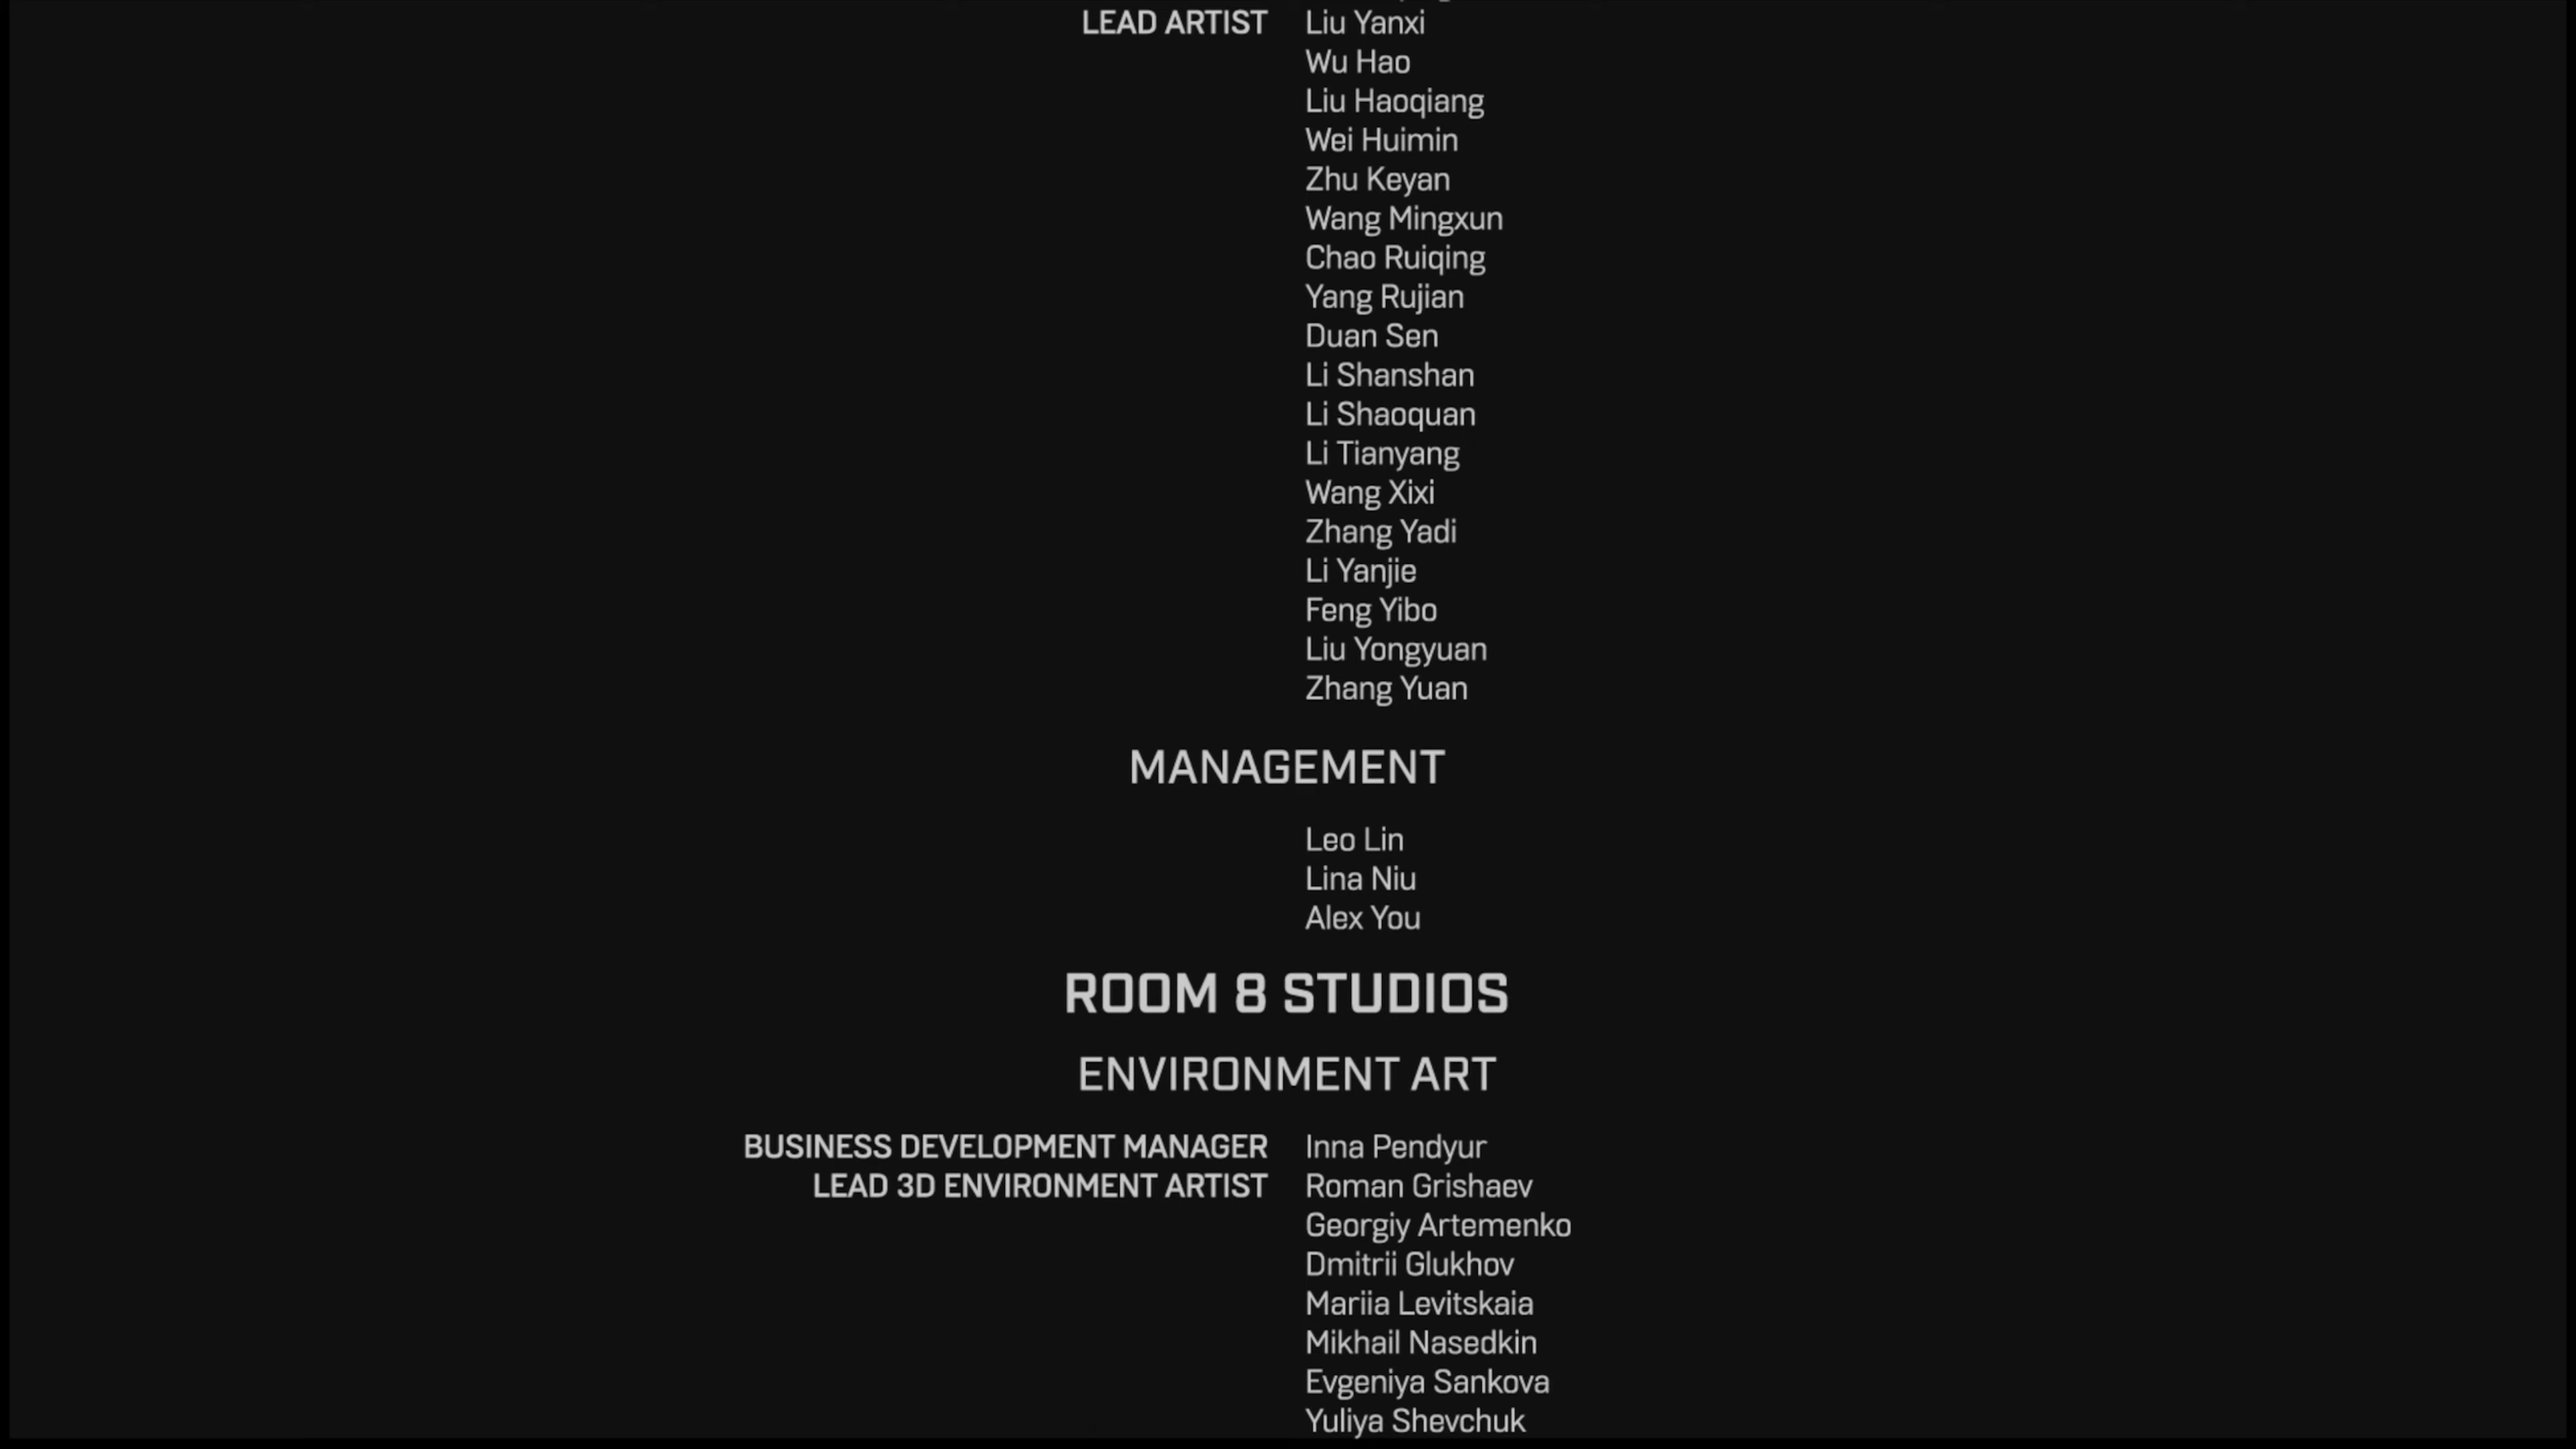 LEAD ARTIST Liu Yanxi
Wu Hao
Liu Haoqiang
Wei Huimin
Zhu Keyan
Wang Mingxun
Chao Ruiqing
Yang Rujian
Duan Sen
Li Shanshan
Li Shaoquan
Li Tianyang
Wang Xixi
Zhang Yadi
Li Yanjie
Feng Yibo
Liu Yongyuan
Zhang Yuan
MANAGEMENT
Leo Lin
Lina Niu
Alex You
ROOM 8 STUDIOS
ENVIRONMENT ART
BUSINESS DEVELOPMENT MANAGER Inna Pendyur
LEAD 3D ENVIRONMENT ARTIST Roman Grishaev
Georgiy Artemenko
Dmitrii Glukhov
Mariia Levitskaia
Mikhail Nasedkin
Evgeniya Sankova
Yuliya Shevchuk